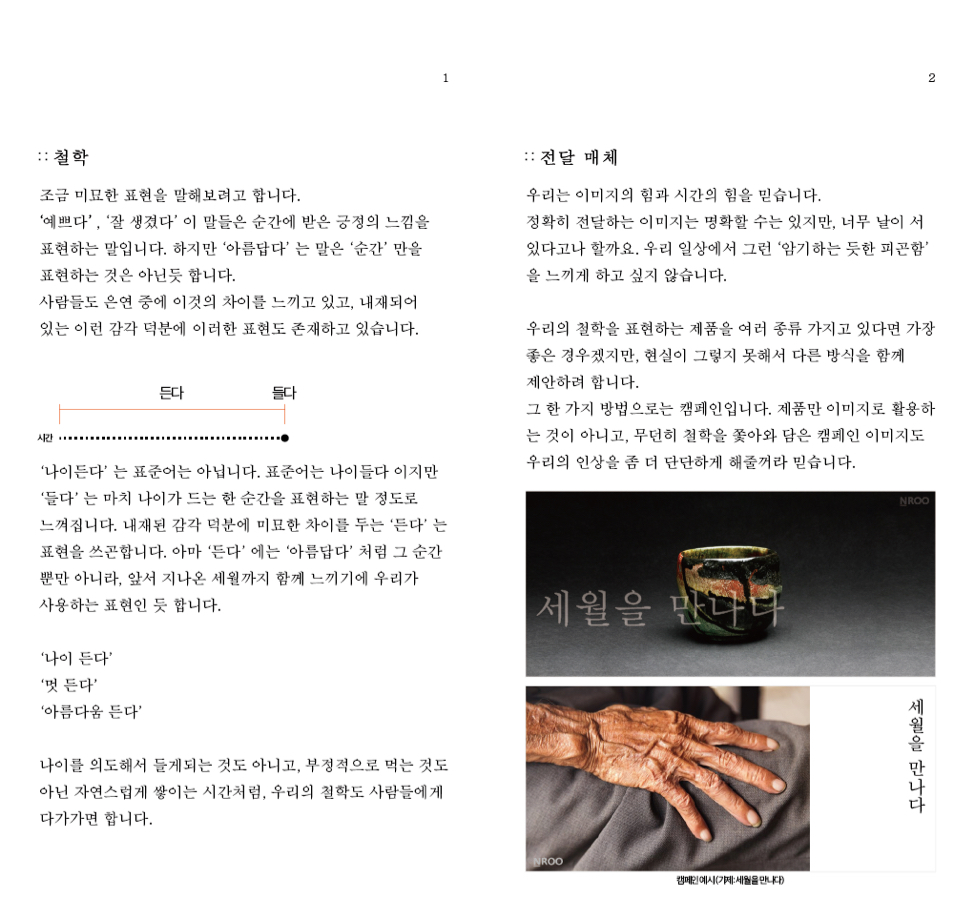 1
:: 철학
조금 미묘한 표현을 말해보려고 합니다.
‘예쁘다’ , ‘잘 생겼다’ 이 말들은 순간에 받은 긍정의 느낌을
표현하는 말입니다. 하지만 ‘아름답다’ 는 말은 ‘순간’ 만을
표현하는 것은 아닌듯 합니다.
사람들도 은연 중에 이것의 차이를 느끼고 있고, 내재되어
있는 이런 감각 덕분에 이러한 표현도 존재하고 있습니다.
든다 들다
시간
‘나이든다’ 는 표준어는 아닙니다. 표준어는 나이들다 이지만
‘들다’ 는 마치 나이가 드는 한 순간을 표현하는 말 정도로
느껴집니다. 내재된 감각 덕분에 미묘한 차이를 두는 ‘든다’ 는
표현을 쓰곤합니다. 아마 ‘든다’ 에는 ‘아름답다’ 처럼 그 순간
뿐만 아니라, 앞서 지나온 세월까지 함께 느끼기에 우리가
사용하는 표현인 듯 합니다.
‘나이 든다’
‘멋 든다’
‘아름다움 든다’
나이를 의도해서 들게되는 것도 아니고, 부정적으로 먹는 것도
아닌 자연스럽게 쌓이는 시간처럼, 우리의 철학도 사람들에게
다가가면 합니다.
2
:: 전달 매체
우리는 이미지의 힘과 시간의 힘을 믿습니다.
정확히 전달하는 이미지는 명확할 수는 있지만, 너무 날이 서
있다고나 할까요. 우리 일상에서 그런 ‘암기하는 듯한 피곤함’
을 느끼게 하고 싶지 않습니다.
우리의 철학을 표현하는 제품을 여러 종류 가지고 있다면 가장
좋은 경우겠지만, 현실이 그렇지 못해서 다른 방식을 함께
제안하려 합니다.
그 한 가지 방법으로는 캠페인입니다. 제품만 이미지로 활용하
는 것이 아니고, 무던히 철학을 쫓아와 담은 캠페인 이미지도
우리의 인상을 좀 더 단단하게 해줄꺼라 믿습니다.
NROO
세월을 만나다
세월을 만나다
NROO
캠페인 예시(가제:세월을 만나다)